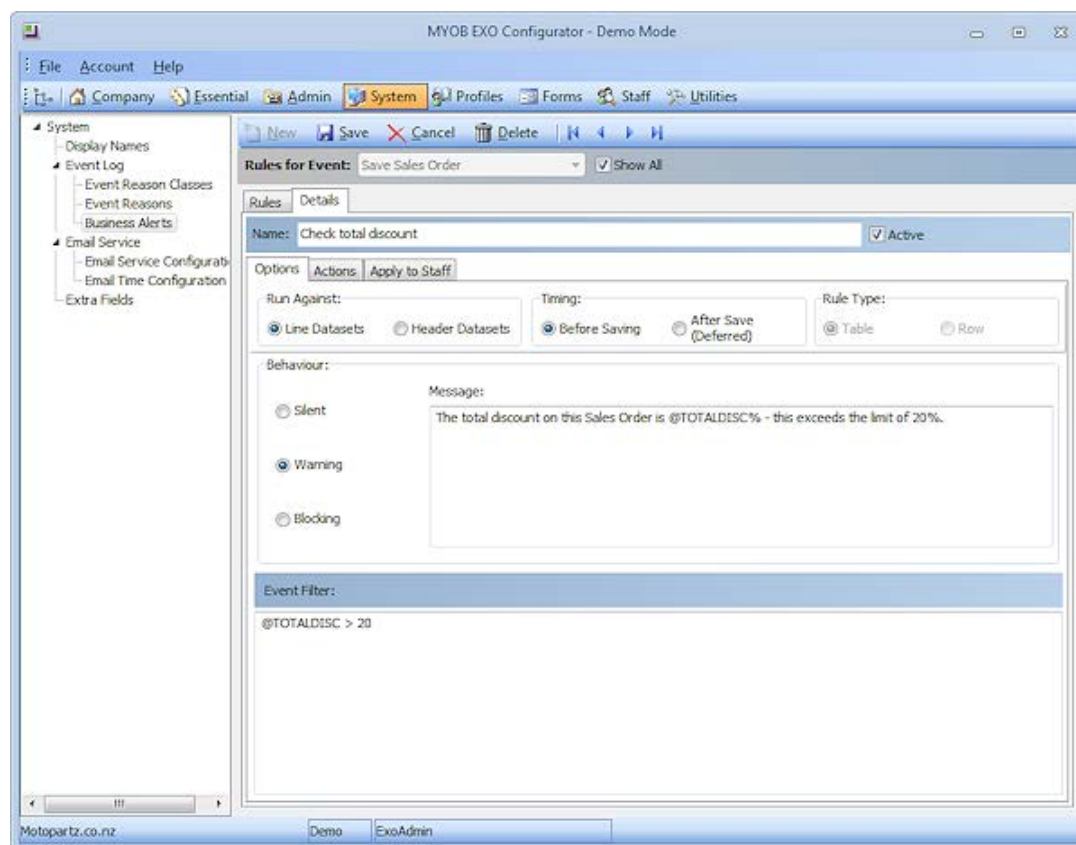 MYOB EXO Configurator - Demo Mode
File Account Help
Company Essential Admin System Profiles Forms Staff Utilities
System
Display Names
Event Log
Event Reason Classes
Event Reasons
Business Alerts
Email Service
Email Service Configurati
Email Time Configuration
Extra Fields
New Save Cancel Delete
Rules for Event: Save Sales Order Show All
Rules Details
Name: Check total discount Active
Options Actions Apply to Staff
Run Against: Timing: Rule Type:
Line Datasets Header Datasets Before Saving After Save (Deferred) Table Row
Behaviour:
Message:
Silent
The total discount on this Sales Order is @TOTALDISC% - this exceeds the limit of 20%.
Warning
Blocking
Event Filter:
@TOTALDISC > 20
Motopartz.co.nz Demo ExoAdmin